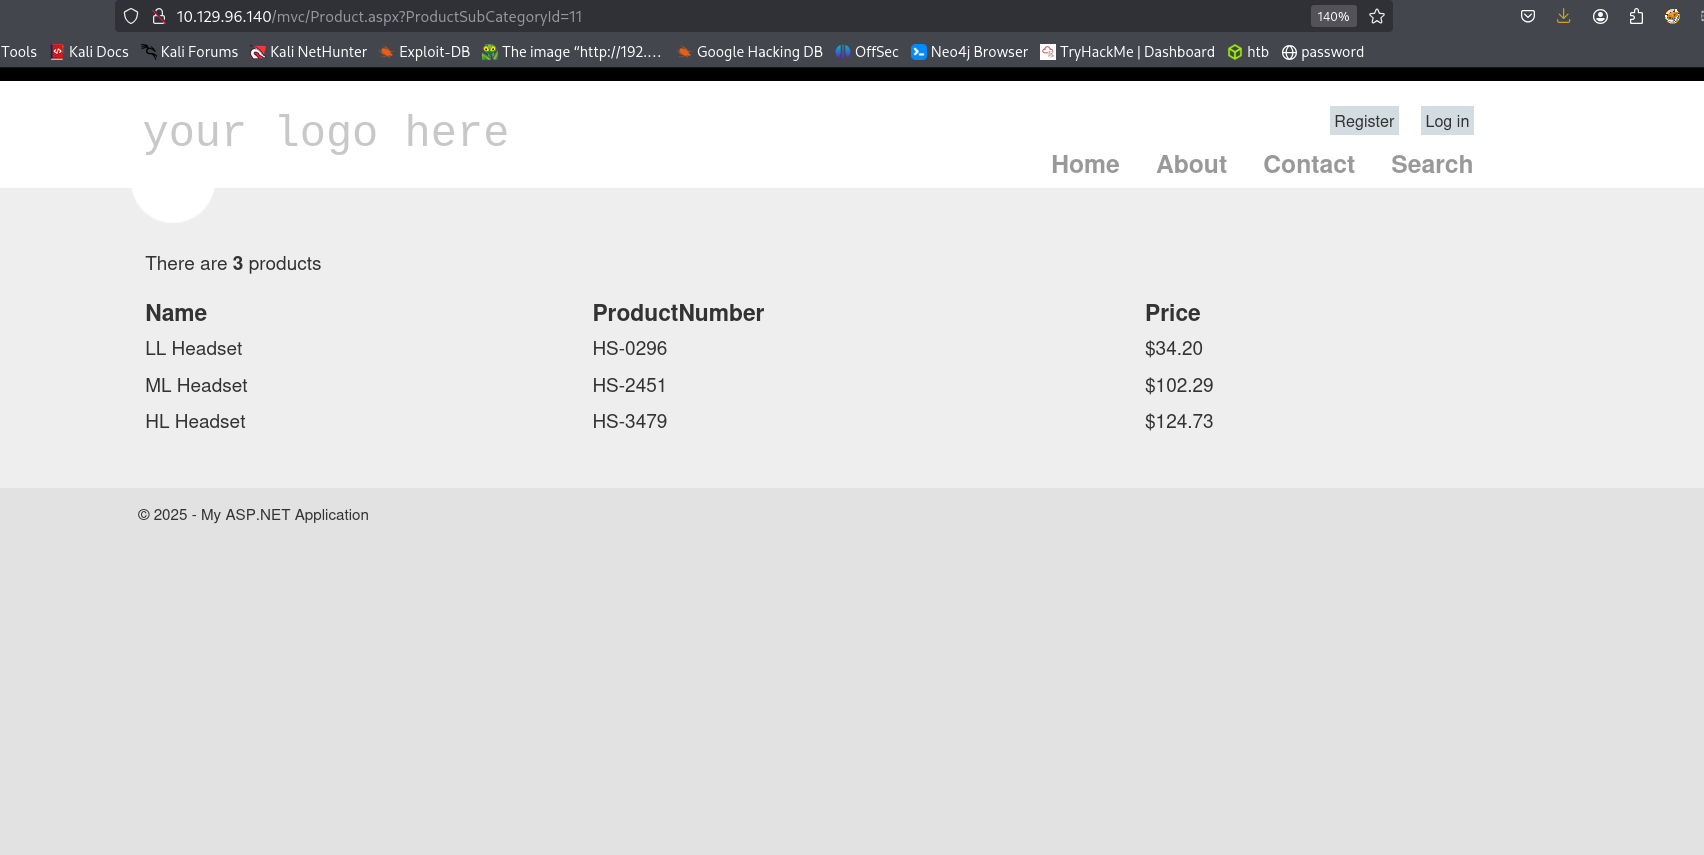 10.129.96.140/mvc/Product.aspx?ProductSubCategoryId=11 140%
Tools Kali Docs Kali Forums Kali NetHunter Exploit-DB The image “http://192.... Google Hacking DB OffSec Neo4j Browser TryHackMe | Dashboard htb password
your logo here
Register Log in
Home About Contact Search
There are 3 products
Name ProductNumber Price
LL Headset HS-0296 $34.20
ML Headset HS-2451 $102.29
HL Headset HS-3479 $124.73
© 2025 - My ASP.NET Application